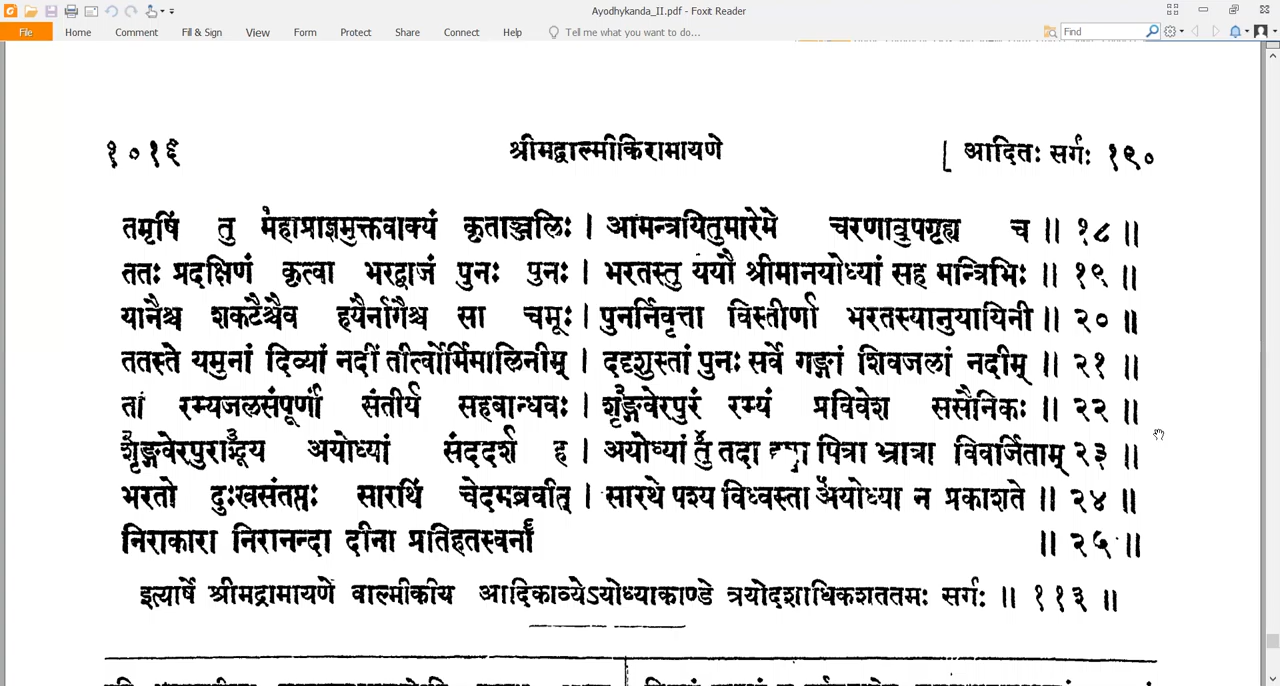 Ayodhykanda_II.pdf - Foxit Reader
File Home Comment Fill & Sign View Form Protect Share Connect Help Tell me what you want to do... Find
१०१६ श्रीमद्वाल्मीकिरामायणे [ आदितः सर्गः १९०
तमृषिं तु महाप्राज्ञमुक्तवाक्यं कृताञ्जलिः । आमन्त्रयितुमारेभे चरणावुपगृह्य च ॥ १८ ॥
ततः प्रदक्षिणं कृत्वा भरद्वाजं पुनः पुनः । भरतस्तु ययौ श्रीमानयोध्यां सह मन्त्रिभिः ॥ १९ ॥
यानैश्च शकटैश्चैव हयैर्नागैश्च सा चमूः । पुनर्निवृत्ता विस्तीर्णा भरतस्यानुयायिनी ॥ २० ॥
ततस्ते यमुनां दिव्यां नदीं तीर्त्वोर्मिमालिनीम् । ददृशुस्तां पुनः सर्वे गङ्गां शिवजलां नदीम् ॥ २१ ॥
तां रम्यजलसंपूर्णां संतीर्य सहबान्धवः । शृङ्गवेरपुरं रम्यं प्रविवेश ससैनिकः ॥ २२ ॥
शृङ्गवेरपुराद्भूय अयोध्यां संददर्श ह । अयोध्यां तु तदा पित्रा भ्रात्रा विवर्जिताम् २३ ॥
भरतो दुःखसंतप्तः सारथिं चेदमब्रवीत् । सारथे पश्य विध्वस्ता अयोध्या न प्रकाशते ॥ २४ ॥
निराकारा निरानन्दा दीना प्रतिहतस्वना ॥ २५ ॥
इत्यार्षे श्रीमद्रामायणे वाल्मीकीय आदिकाव्येऽयोध्याकाण्डे त्रयोदशाधिकशततमः सर्गः ॥ ११३ ॥